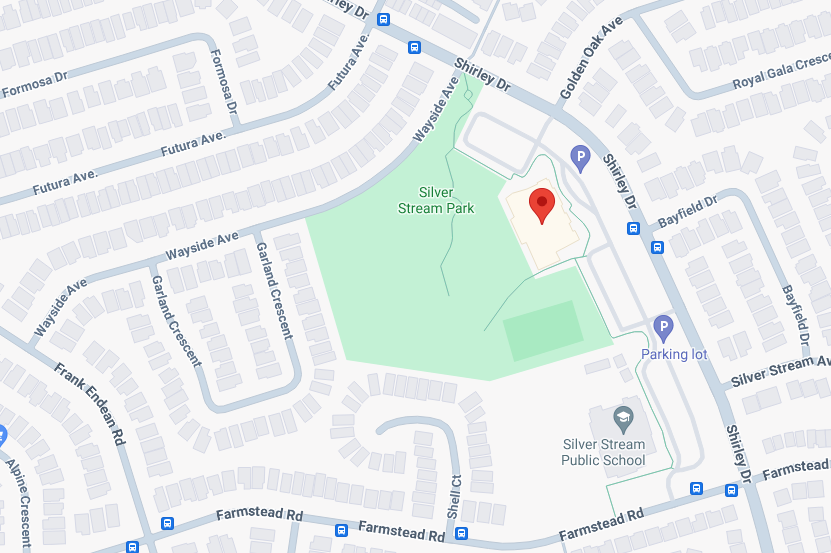 ley Dr
Shirley Dr
Golden Oak Ave
Royal Gala Cresce
Formosa Dr
Formosa Dr
Futura Ave.
Futura Ave.
Futura Ave.
Wayside Ave
P
Shirley Dr
Silver
Stream Park
Bayfield Dr
Wayside Ave
Garland Crescent
Garland Crescent
Wayside Ave
Bayfield Dr
P
Parking lot
Frank Endean Rd
Silver Stream Av
Silver Stream
Public School
Shirley Dr
Alpine Crescent
Shell Ct
Farmstead
Farmstead Rd
Farmstead Rd
Farmstead Rd